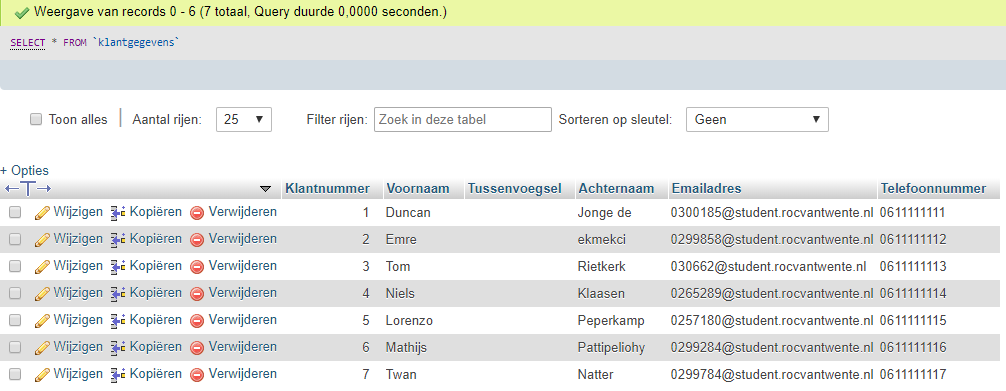 Weergave van records 0 - 6 (7 totaal, Query duurde 0,0000 seconden.)
SELECT * FROM `klantgegevens`
Toon alles Aantal rijen: 25 Filter rijen: Zoek in deze tabel Sorteren op sleutel: Geen
+ Opties
Klantnummer Voornaam Tussenvoegsel Achternaam Emailadres Telefoonnummer
Wijzigen Kopiëren Verwijderen 1 Duncan Jonge de 0300185@student.rocvantwente.nl 0611111111
Wijzigen Kopiëren Verwijderen 2 Emre ekmekci 0299858@student.rocvantwente.nl 0611111112
Wijzigen Kopiëren Verwijderen 3 Tom Rietkerk 030662@student.rocvantwente.nl 0611111113
Wijzigen Kopiëren Verwijderen 4 Niels Klaasen 0265289@student.rocvantwente.nl 0611111114
Wijzigen Kopiëren Verwijderen 5 Lorenzo Peperkamp 0257180@student.rocvantwente.nl 0611111115
Wijzigen Kopiëren Verwijderen 6 Mathijs Pattipeliohy 0299284@student.rocvantwente.nl 0611111116
Wijzigen Kopiëren Verwijderen 7 Twan Natter 0299784@student.rocvantwente.nl 0611111117